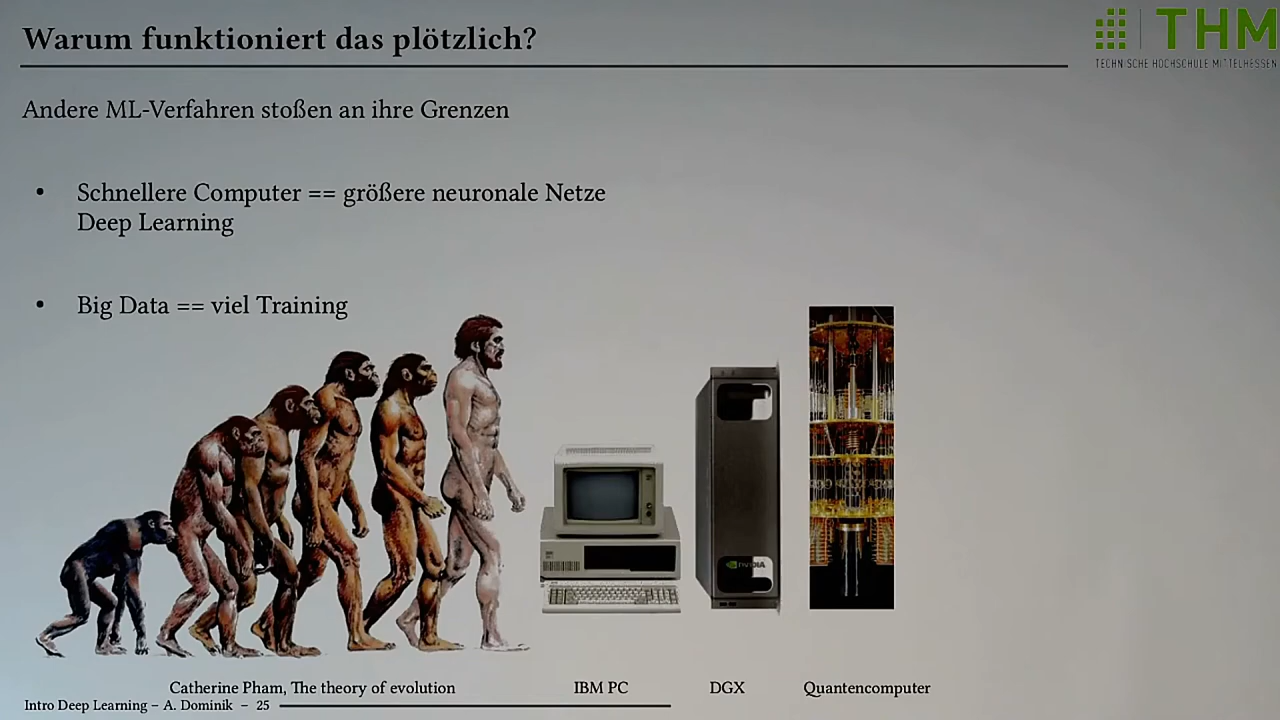 Warum funktioniert das plötzlich?
THM
TECHNISCHE HOCHSCHULE MITTELHESSEN
Andere ML-Verfahren stoßen an ihre Grenzen
• Schnellere Computer == größere neuronale Netze
Deep Learning
• Big Data == viel Training
NVIDIA
Catherine Pham, The theory of evolution
IBM PC
DGX
Quantencomputer
Intro Deep Learning – A. Dominik – 25